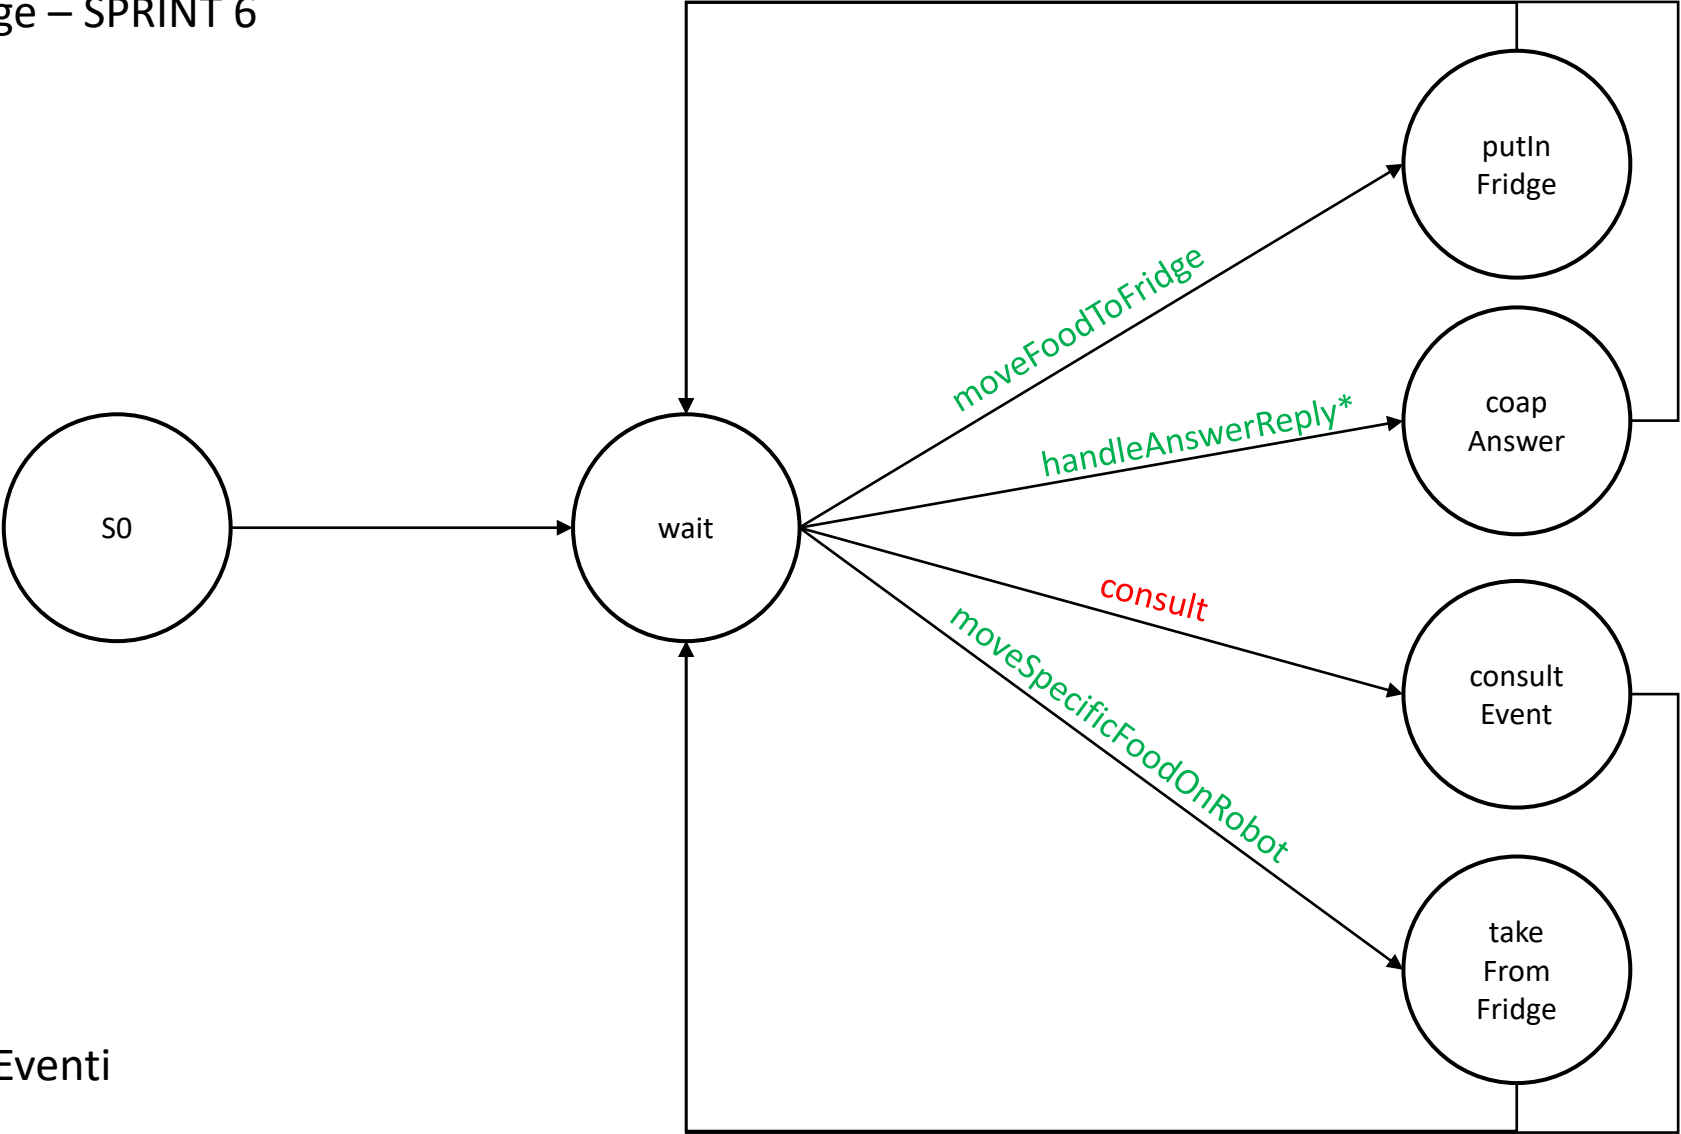 ge – SPRINT 6
putIn
Fridge
moveFoodToFridge
handleAnswerReply*
coap
Answer
S0
wait
consult
consult
Event
moveSpecificFoodOnRobot
take
From
Fridge
Eventi